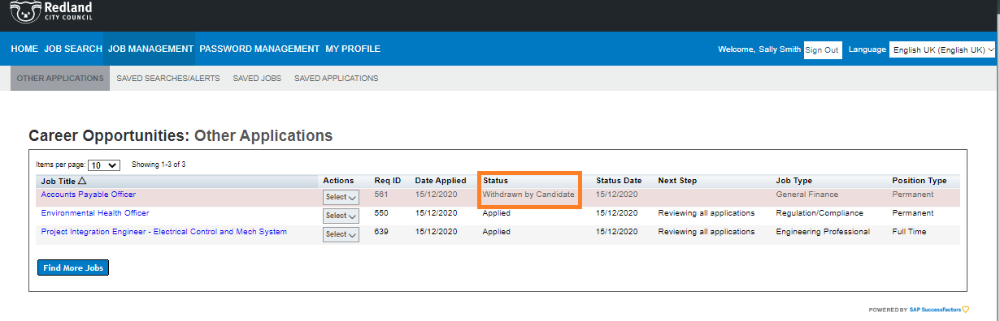 Redland
CITY COUNCIL
HOME JOB SEARCH JOB MANAGEMENT PASSWORD MANAGEMENT MY PROFILE Welcome, Sally Smith Sign Out Language English UK (English UK)
OTHER APPLICATIONS SAVED SEARCHES/ALERTS SAVED JOBS SAVED APPLICATIONS
Career Opportunities: Other Applications
Items per page: 10 Showing 1-3 of 3
Job Title Actions Req ID Date Applied Status Status Date Next Step Job Type Position Type
Accounts Payable Officer Select 561 15/12/2020 Withdrawn by Candidate 15/12/2020 General Finance Permanent
Environmental Health Officer Select 550 15/12/2020 Applied 15/12/2020 Reviewing all applications Regulation/Compliance Permanent
Project Integration Engineer - Electrical Control and Mech System Select 639 15/12/2020 Applied 15/12/2020 Reviewing all applications Engineering Professional Full Time
Find More Jobs
POWERED BY SAP SuccessFactors